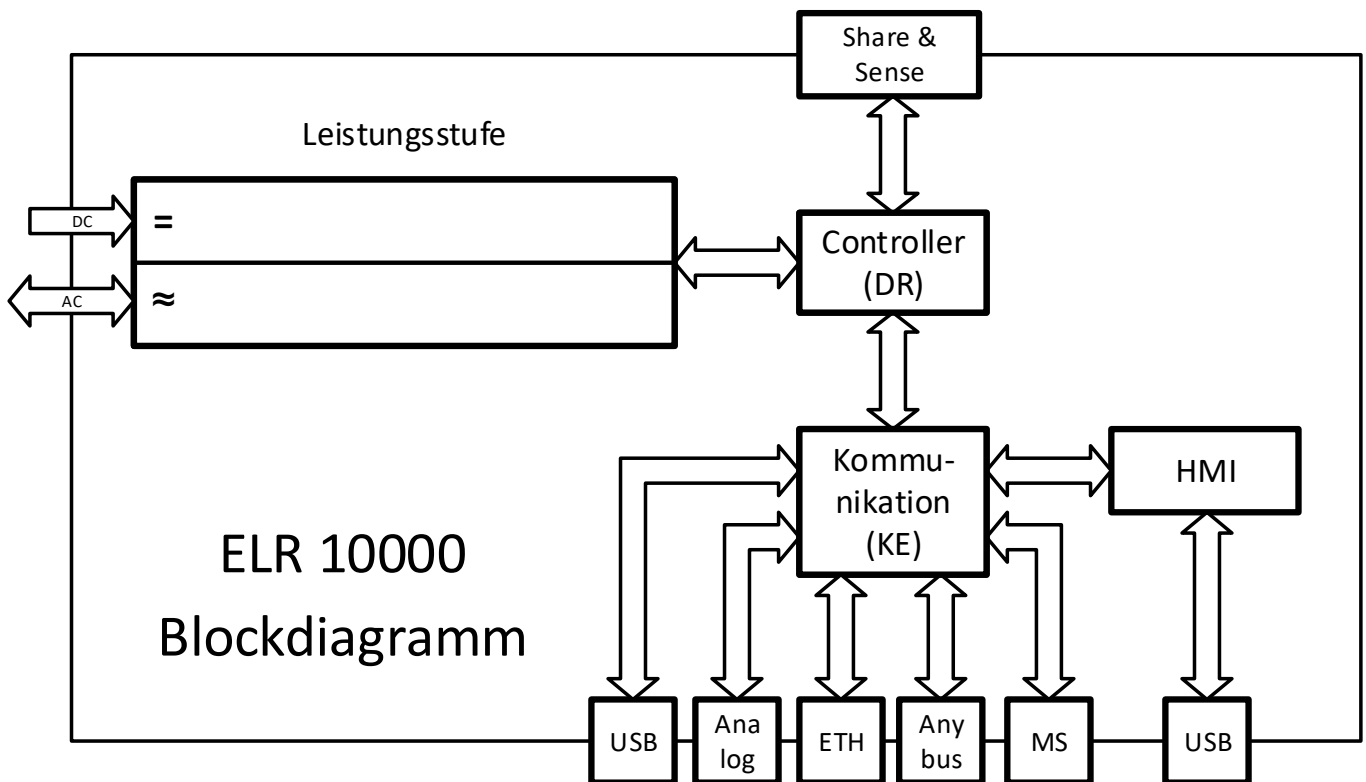 Share &
Sense
Leistungsstufe
DC
=
Controller
(DR)
AC
≈
Kommu-
nikation
(KE)
HMI
ELR 10000
Blockdiagramm
USB
Ana
log
ETH
Any
bus
MS
USB